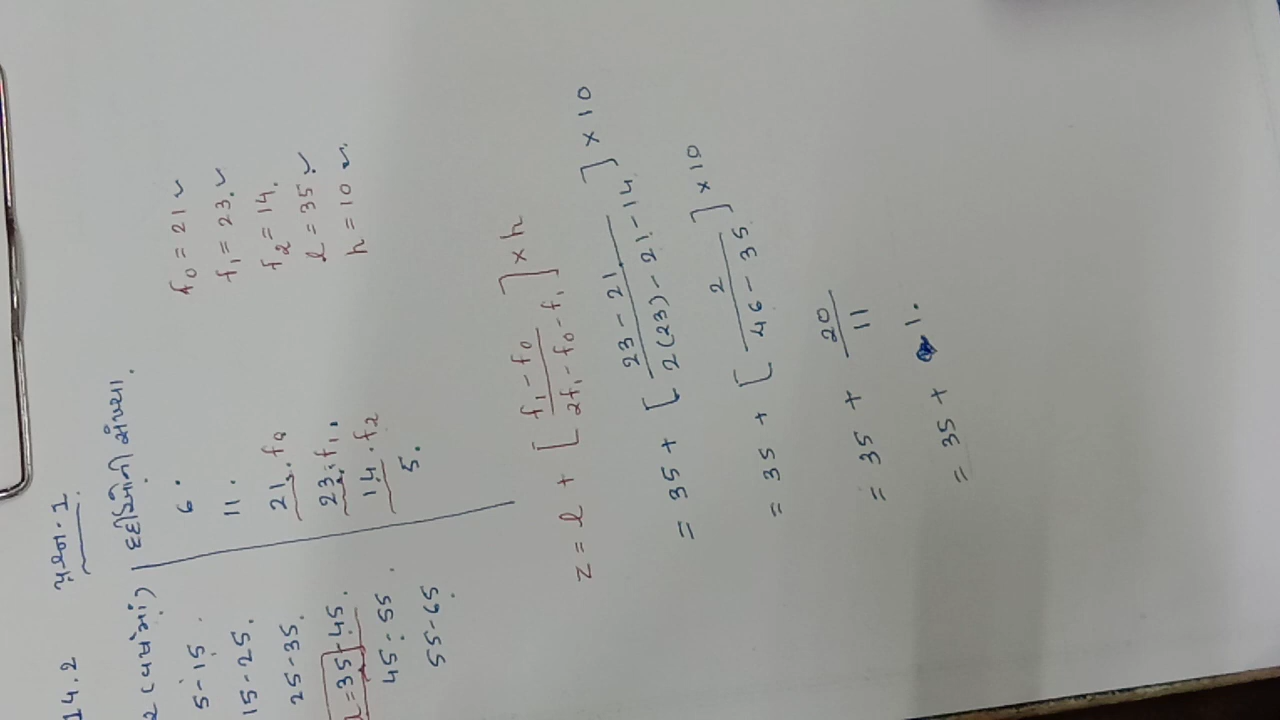 14.2 પ્રશ્ન.1
(વર્ષમાં) દર્દીઓની સંખ્યા.
5-15. 6.
15-25. 11.
25-35. 21. f0
l=35-45. 23. f1.
45-55. 14. f2
55-65. 5.
f0 = 21 ✓
f1 = 23. ✓
f2 = 14.
l = 35 ✓
h = 10 ✓
z = l + [ f1 - f0 / 2f1 - f0 - f1 ] × h
= 35 + [ 23 - 21 / 2(23) - 21 - 14 ] × 10
= 35 + [ 2 / 46 - 35 ] × 10
= 35 + 20 / 11
= 35 + 1.